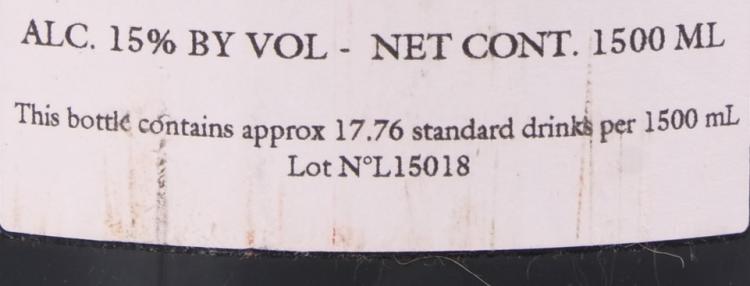 ALC. 15% BY VOL - NET CONT. 1500 ML
This bottle contains approx 17.76 standard drinks per 1500 mL
Lot N°L15018